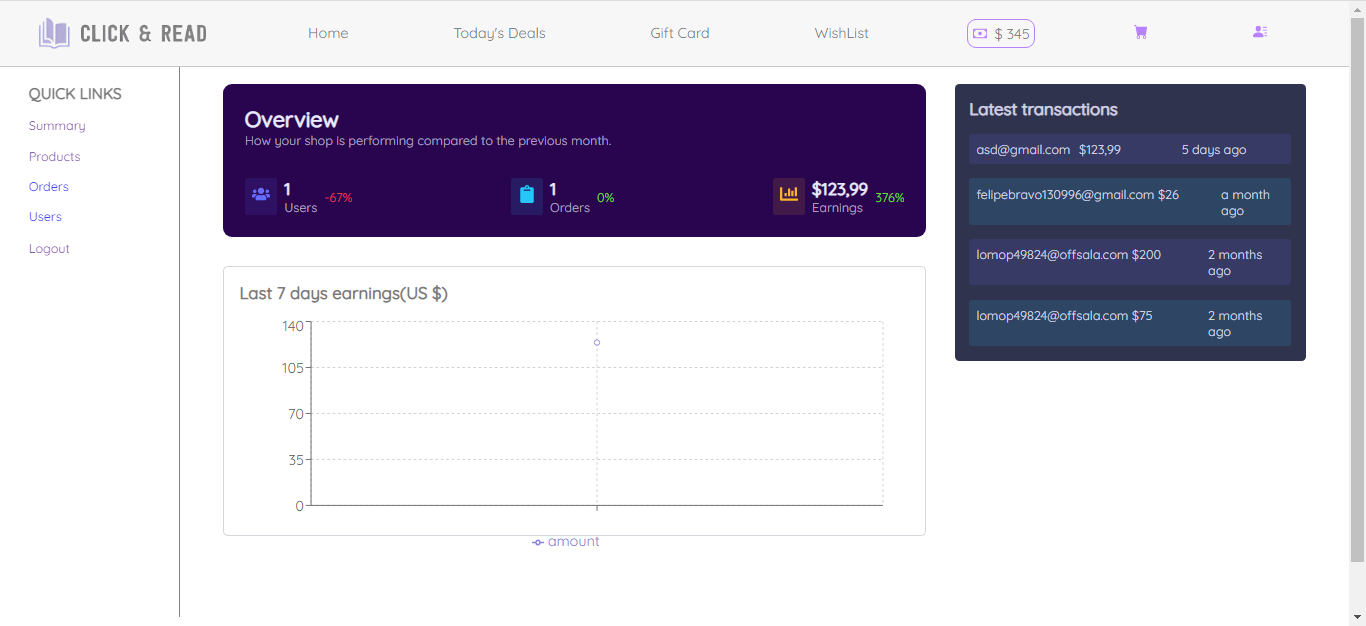 CLICK & READ
Home
Today's Deals
Gift Card
WishList
$ 345
QUICK LINKS
Summary
Products
Orders
Users
Logout
Overview
How your shop is performing compared to the previous month.
1
Users
-67%
1
Orders
0%
$123,99
Earnings
376%
Last 7 days earnings(US $)
140
105
70
35
0
amount
Latest transactions
asd@gmail.com $123,99 5 days ago
felipebravo130996@gmail.com $26 a month
ago
lomop49824@offsala.com $200 2 months
ago
lomop49824@offsala.com $75 2 months
ago